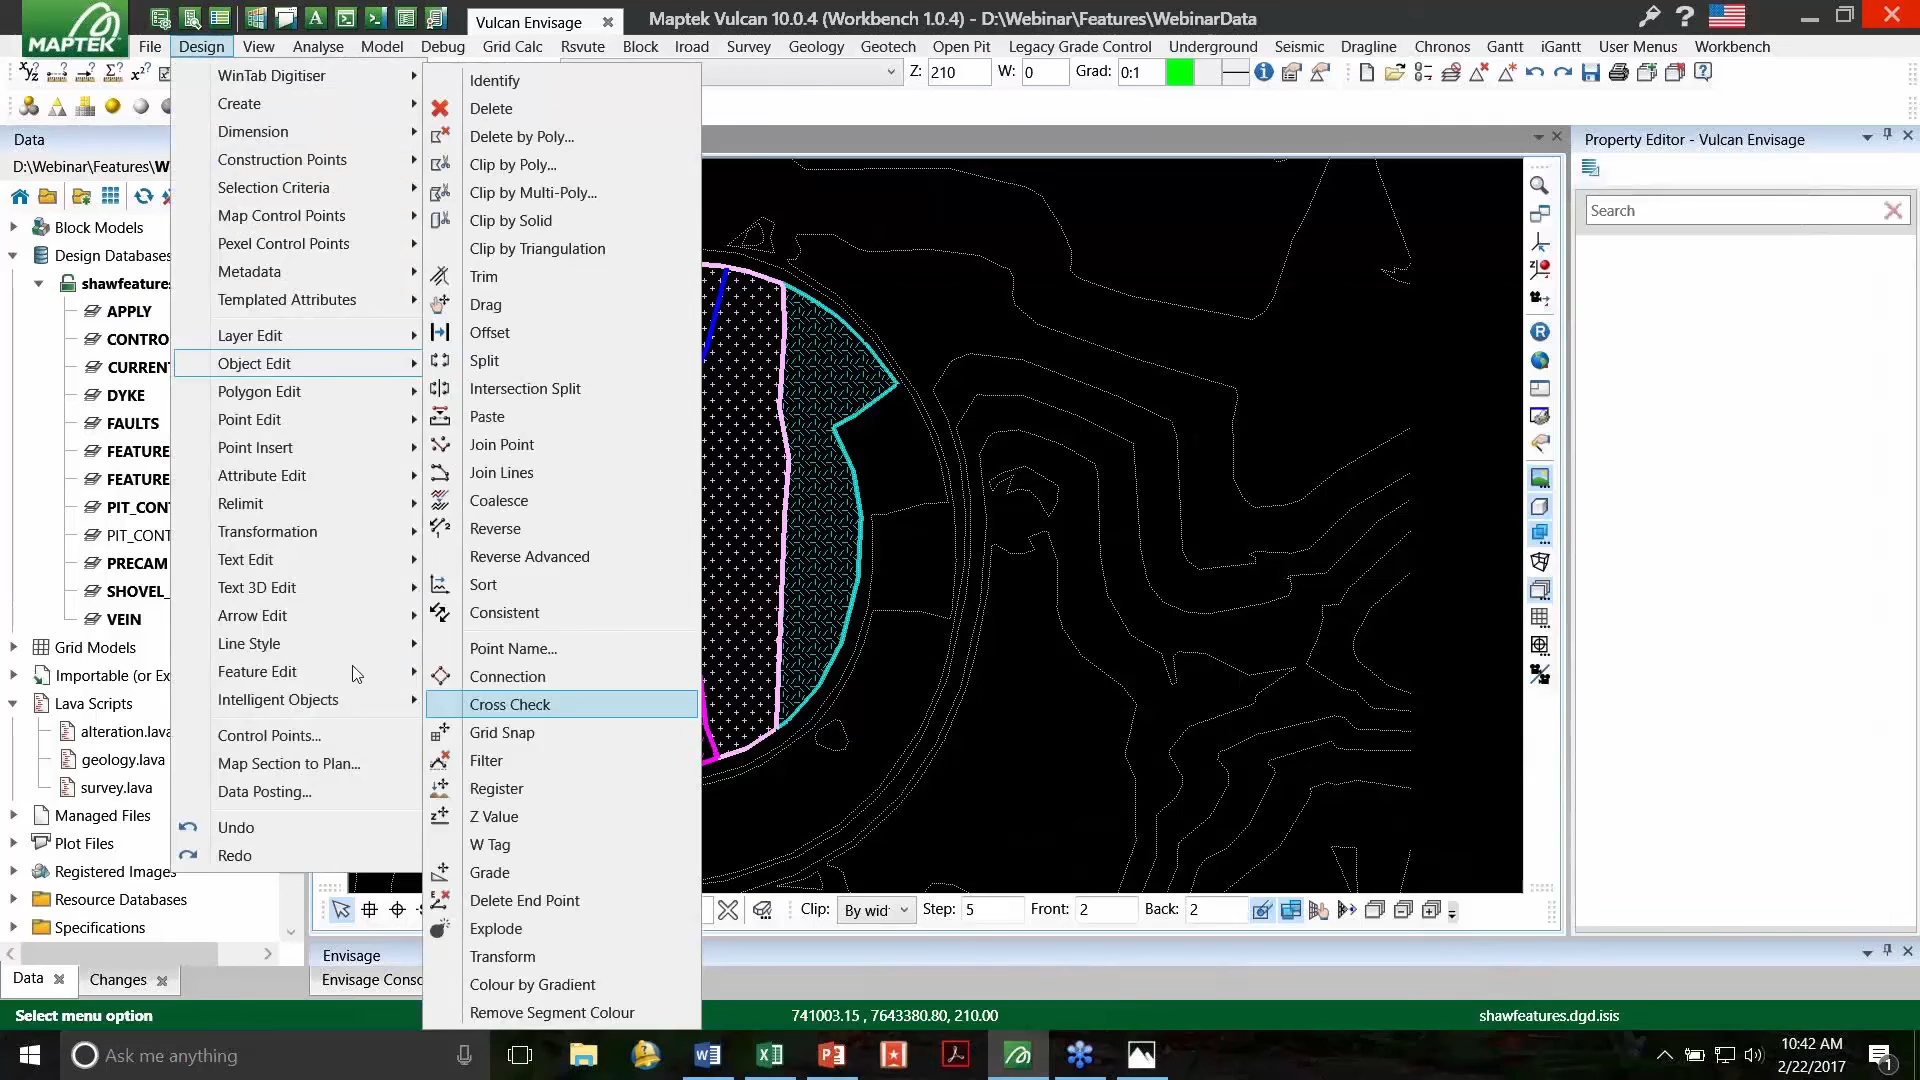 MAPTEK
Vulcan Envisage
Maptek Vulcan 10.0.4 (Workbench 1.0.4) - D:\Webinar\Features\WebinarData
File Design View Analyse Model Debug Grid Calc Rsvute Block Iroad Survey Geology Geotech Open Pit Legacy Grade Control Underground Seismic Dragline Chronos Gantt iGantt User Menus Workbench
Z: 210 W: 0 Grad: 0:1
Data
D:\Webinar\Features\W
Block Models
Design Databases
shawfeatures
APPLY
CONTRO
CURREN
DYKE
FAULTS
FEATURE
FEATURE
PIT_CONT
PIT_CONT
PRECAM
SHOVEL_
VEIN
Grid Models
Importable (or Ex
Lava Scripts
alteration.lava
geology.lava
survey.lava
Managed Files
Plot Files
Registered Images
Resource Databases
Specifications
Data Changes
WinTab Digitiser
Create
Dimension
Construction Points
Selection Criteria
Map Control Points
Pexel Control Points
Metadata
Templated Attributes
Layer Edit
Object Edit
Polygon Edit
Point Edit
Point Insert
Attribute Edit
Relimit
Transformation
Text Edit
Text 3D Edit
Arrow Edit
Line Style
Feature Edit
Intelligent Objects
Control Points...
Map Section to Plan...
Data Posting...
Undo
Redo
Identify
Delete
Delete by Poly...
Clip by Poly...
Clip by Multi-Poly...
Clip by Solid
Clip by Triangulation
Trim
Drag
Offset
Split
Intersection Split
Paste
Join Point
Join Lines
Coalesce
Reverse
Reverse Advanced
Sort
Consistent
Point Name...
Connection
Cross Check
Grid Snap
Filter
Register
Z Value
W Tag
Grade
Delete End Point
Explode
Transform
Colour by Gradient
Remove Segment Colour
Property Editor - Vulcan Envisage
Search
Clip: By wid Step: 5 Front: 2 Back: 2
Envisage
Envisage Conso
Select menu option 741003.15 , 7643380.80, 210.00 shawfeatures.dgd.isis
Ask me anything
10:42 AM
2/22/2017
1